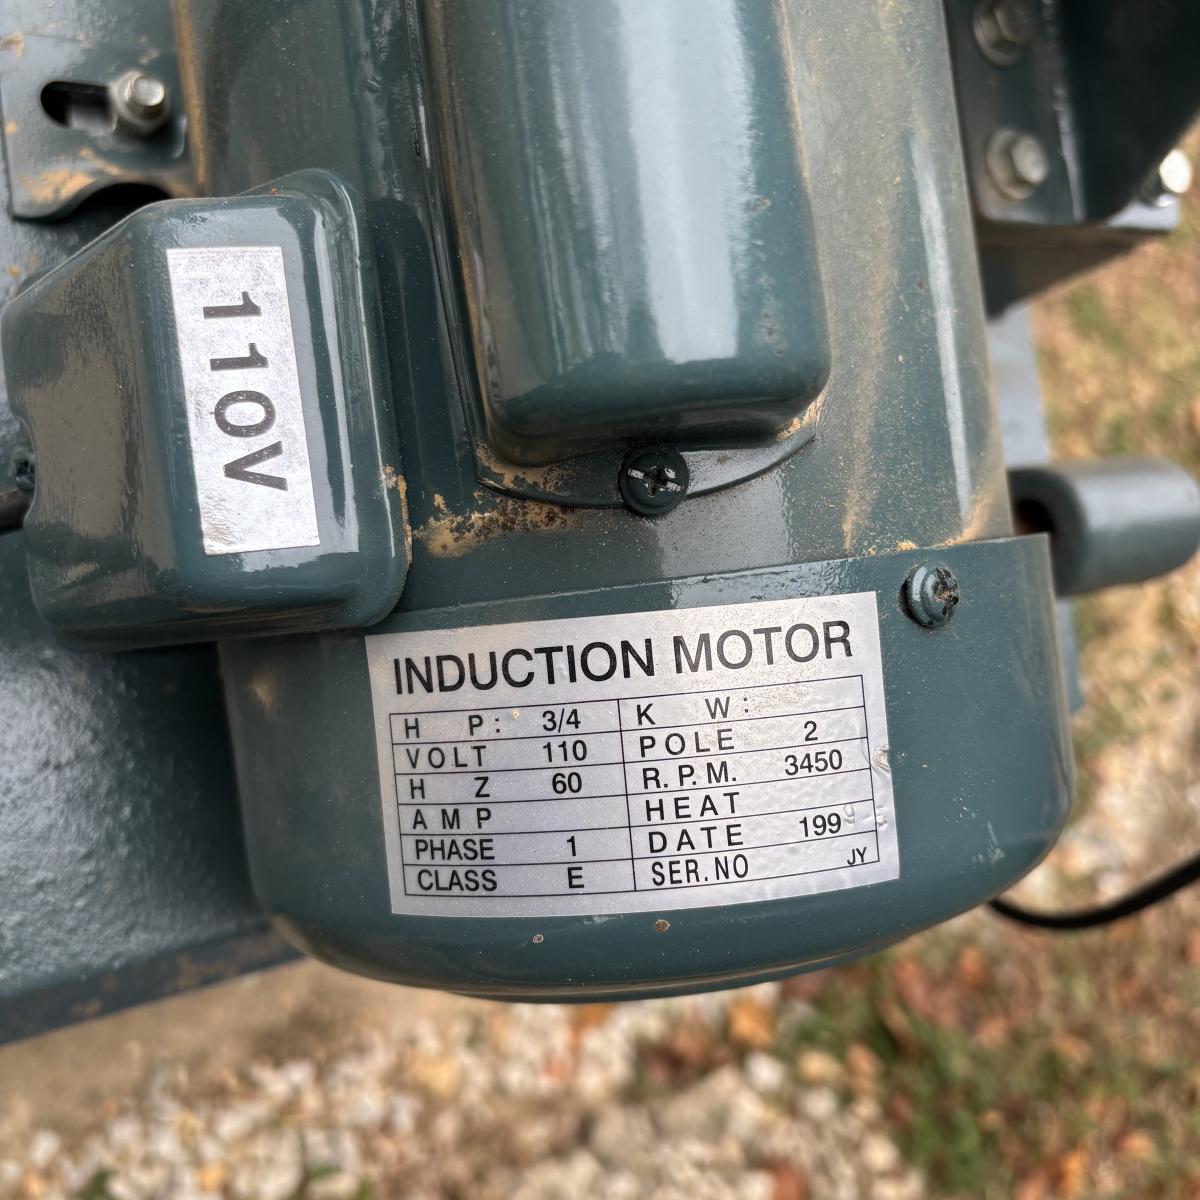 110V
INDUCTION MOTOR
H P: 3/4 K W:
VOLT 110 POLE 2
H Z 60 R.P.M. 3450
A M P HEAT
PHASE 1 DATE 1999
CLASS E SER.NO JY